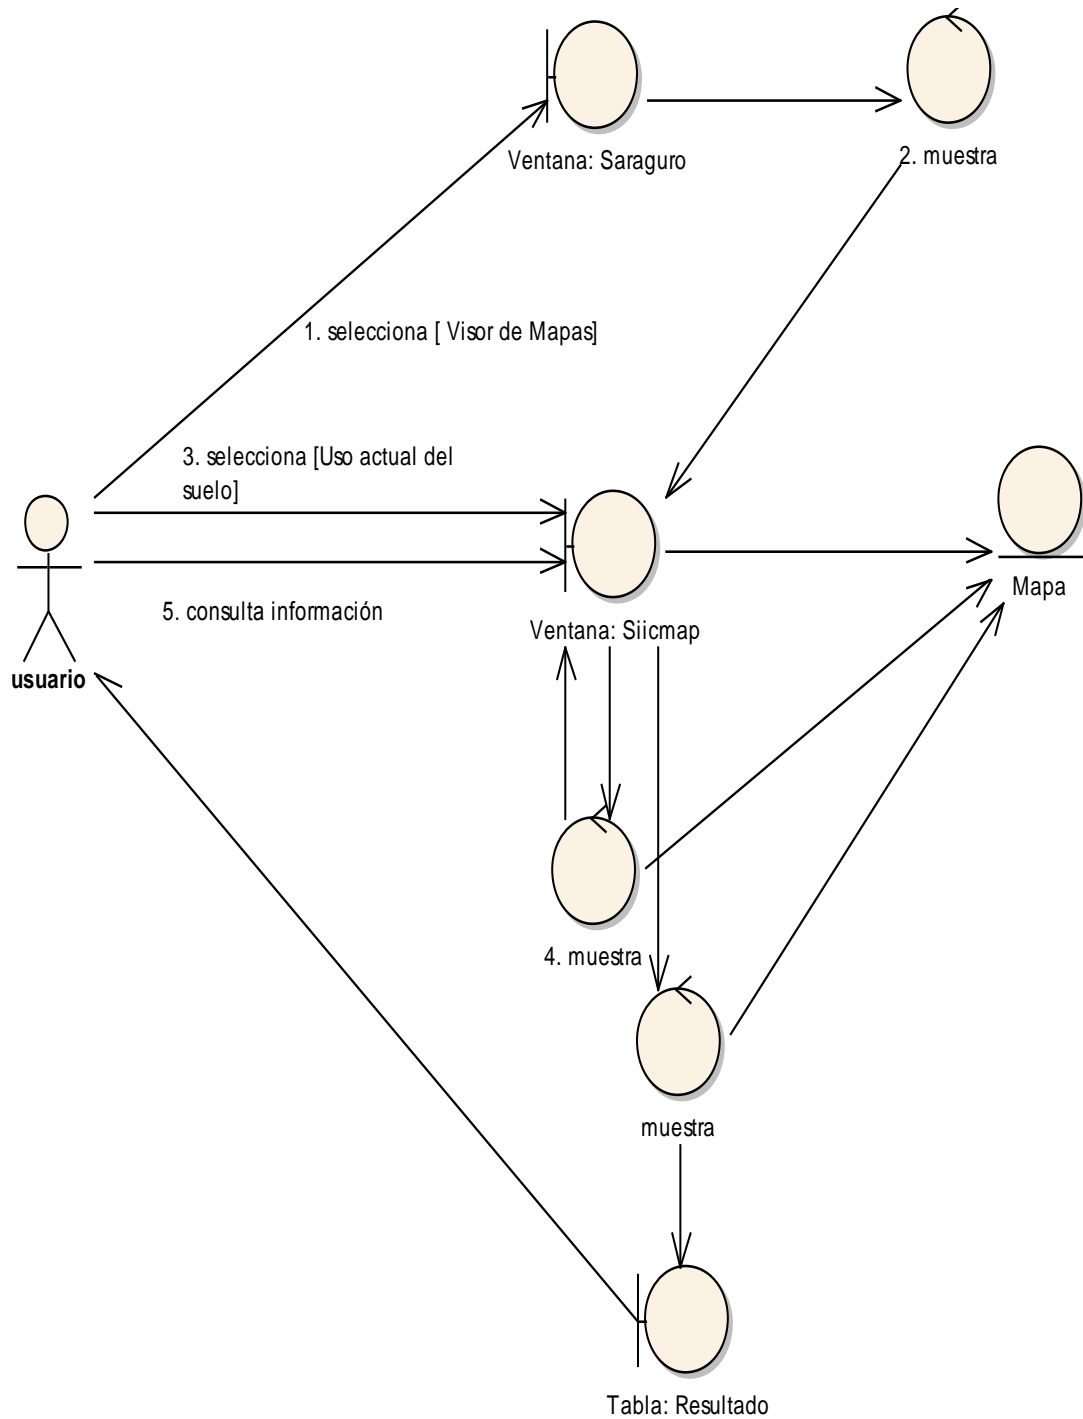 Ventana: Saraguro
2. muestra
1. selecciona [ Visor de Mapas]
3. selecciona [Uso actual del
suelo]
Mapa
5. consulta información
Ventana: Siicmap
usuario
4. muestra
muestra
Tabla: Resultado